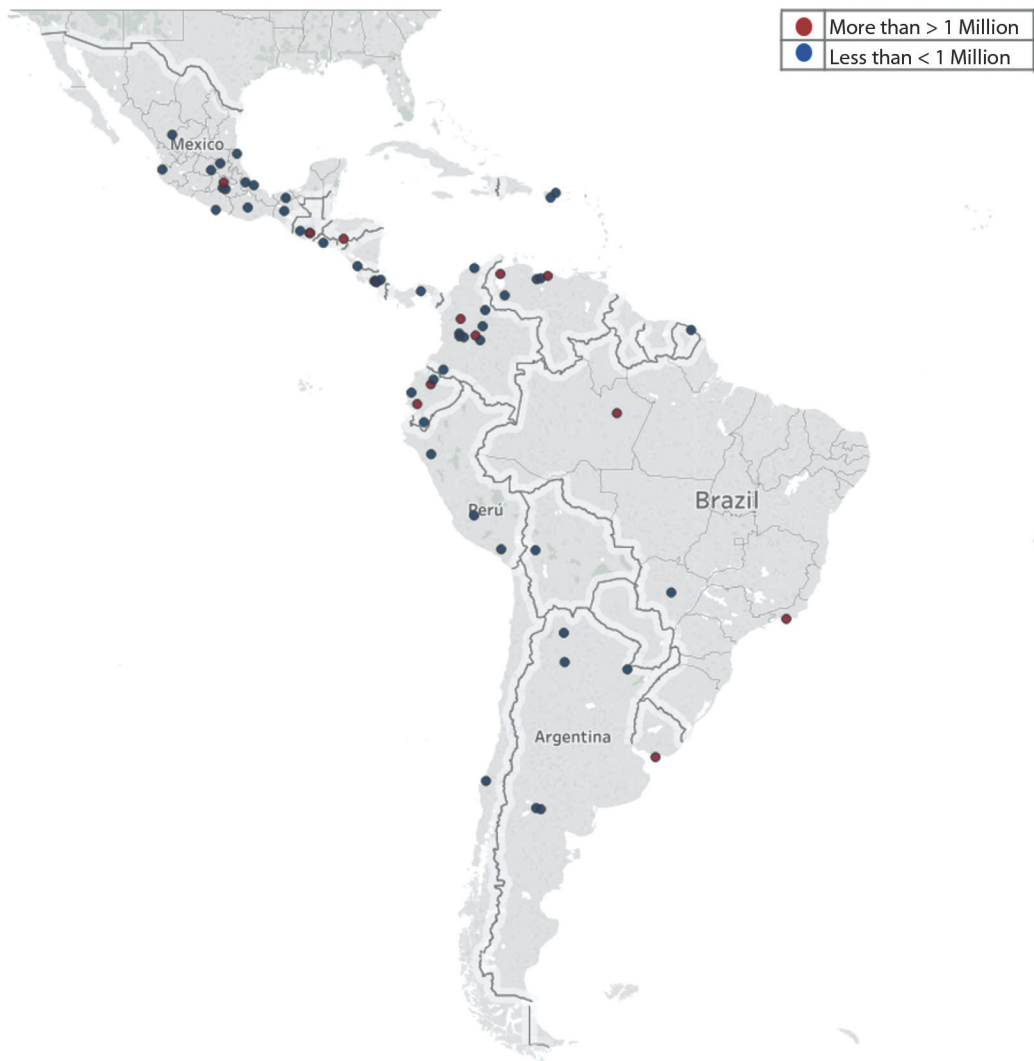 More than > 1 Million
Less than < 1 Million
Mexico
Perú
Brazil
Argentina